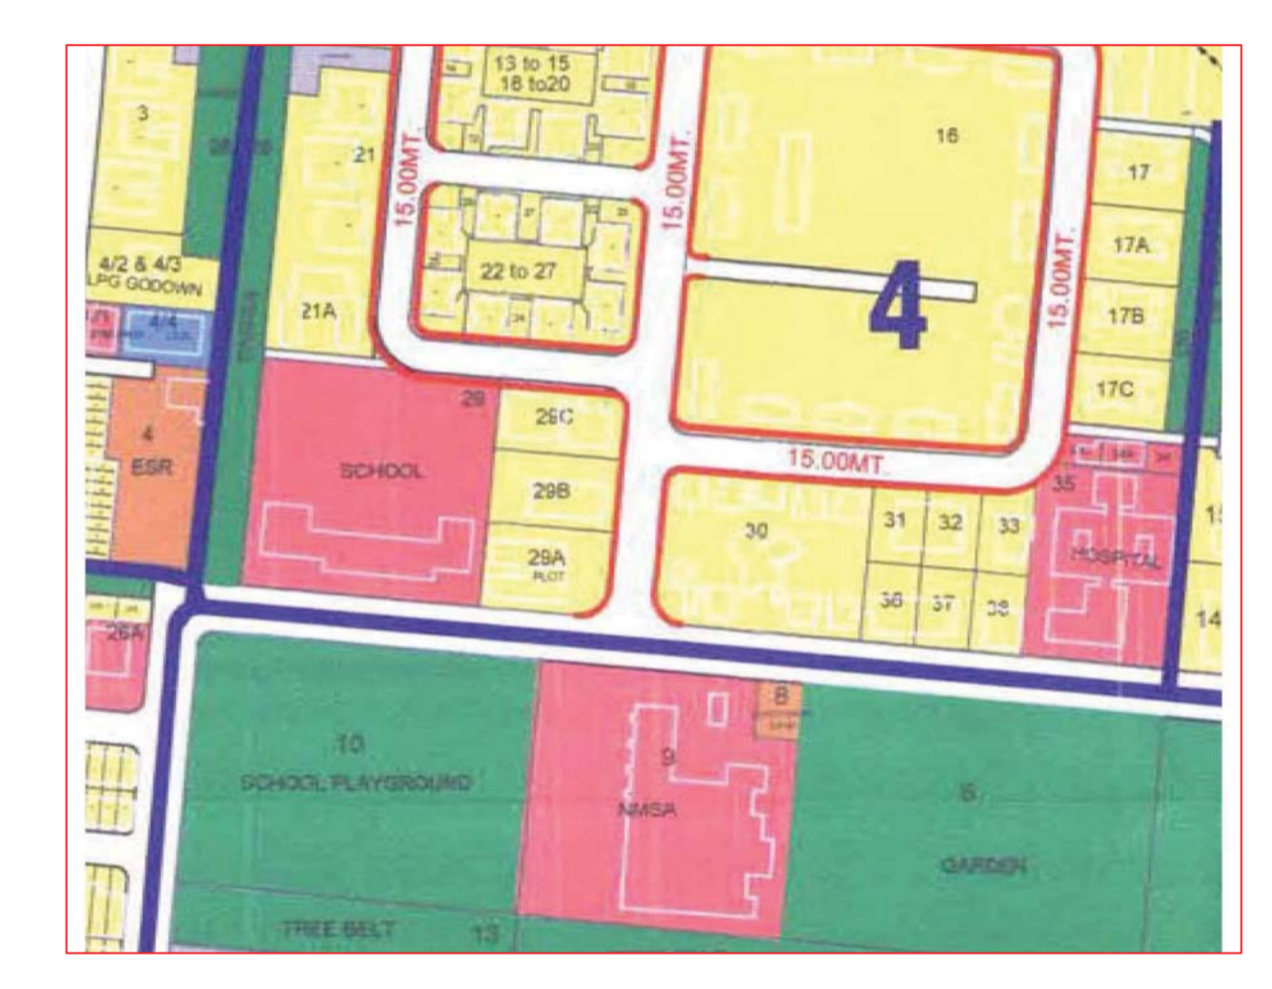 13 to 15
18 to20
3
21
16
17
15.00MT.
15.00MT.
15.00MT.
17A
4/2 & 4/3
LPG GODOWN
22 to 27
4
21A
17B
4/4
17C
29
29C
4
ESR
SCHOOL
15.00MT.
29B
35
31
32
33
30
HOSPITAL
29A
PLOT
36
37
38
14
26A
8
10
9
SCHOOL PLAYGROUND
6
NMSA
GARDEN
TREE BELT
13